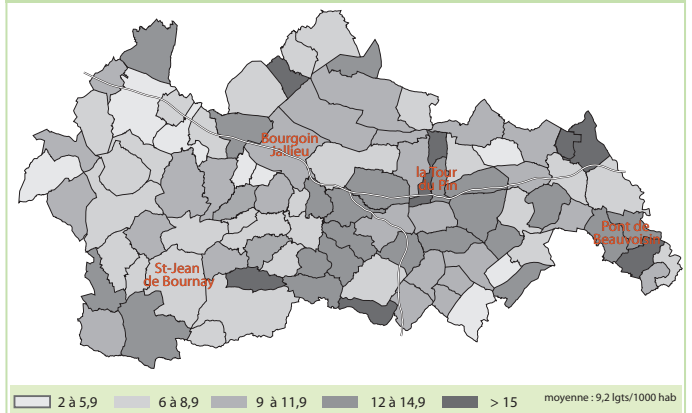 Bourgoin
Jallieu
la Tour
du Pin
Pont de
Beauvoisin
St-Jean
de Bournay
2 à 5,9 6 à 8,9 9 à 11,9 12 à 14,9 > 15 moyenne : 9,2 lgts/1000 hab